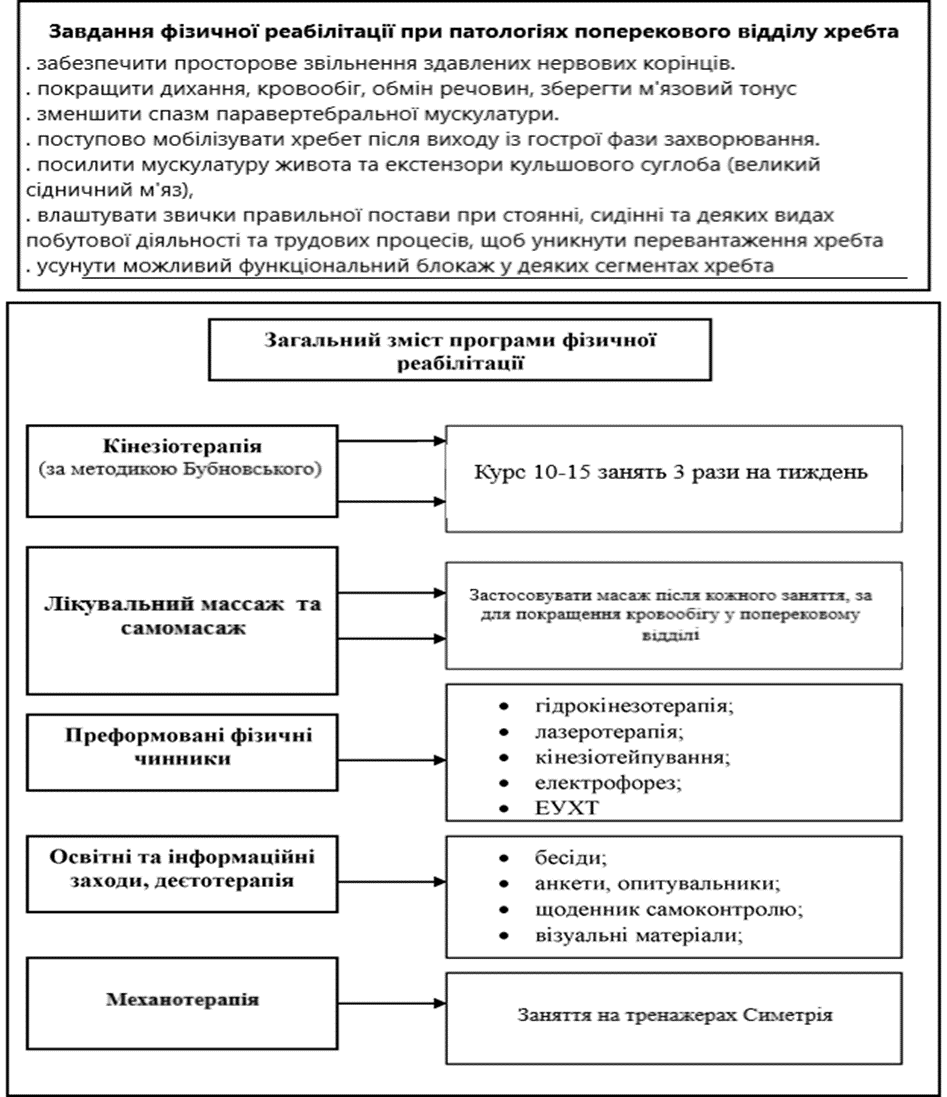 Завдання фізичної реабілітації при патологіях поперекового відділу хребта
. забезпечити просторове звільнення здавлених нервових корінців.
. покращити дихання, кровообіг, обмін речовин, зберегти м'язовий тонус
. зменшити спазм паравертебральної мускулатури.
. поступово мобілізувати хребет після виходу із гострої фази захворювання.
. посилити мускулатуру живота та екстензори кульшового суглоба (великий
сідничний м'яз),
. влаштувати звички правильної постави при стоянні, сидінні та деяких видах
побутової діяльності та трудових процесів, щоб уникнути перевантаження хребта
. усунути можливий функціональний блокаж у деяких сегментах хребта
Загальний зміст програми фізичної
реабілітації
Кінезіотерапія
(за методикою Бубновського)
Курс 10-15 занять 3 рази на тиждень
Лікувальний массаж та
самомасаж
Застосовувати масаж після кожного заняття, за
для покращення кровообігу у поперековому
відділі
Преформовані фізичні
чинники
• гідрокінезотерапія;
• лазеротерапія;
• кінезіотейпування;
• електрофорез;
• ЕУХТ
Освітні та інформаційні
заходи, деєтотерапія
• бесіди;
• анкети, опитувальники;
• щоденник самоконтролю;
• візуальні матеріали;
Механотерапія
Заняття на тренажерах Симетрія